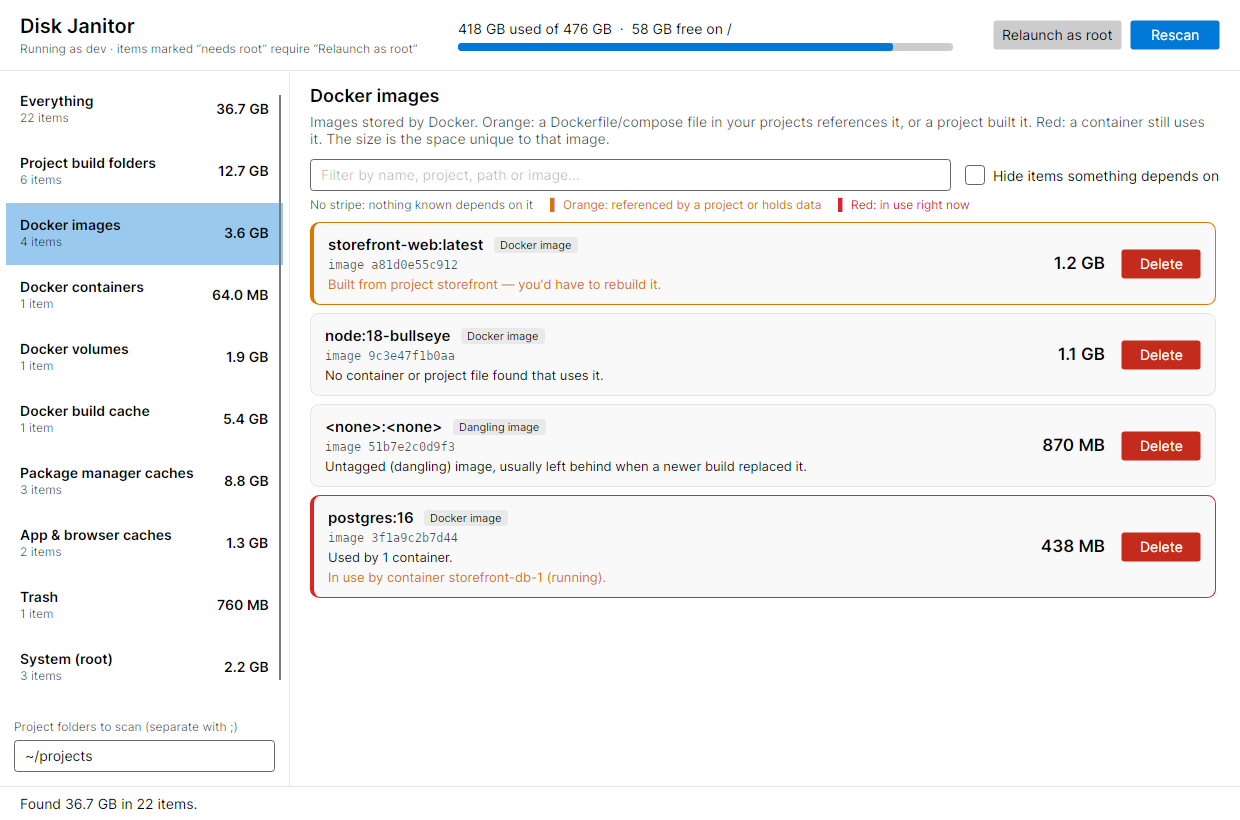 Disk Janitor
Running as dev · items marked “needs root” require “Relaunch as root”
418 GB used of 476 GB · 58 GB free on /
Relaunch as root
Rescan
Everything
22 items
36.7 GB
Project build folders
6 items
12.7 GB
Docker images
4 items
3.6 GB
Docker containers
1 item
64.0 MB
Docker volumes
1 item
1.9 GB
Docker build cache
1 item
5.4 GB
Package manager caches
3 items
8.8 GB
App & browser caches
2 items
1.3 GB
Trash
1 item
760 MB
System (root)
3 items
2.2 GB
Project folders to scan (separate with ;)
~/projects
Docker images
Images stored by Docker. Orange: a Dockerfile/compose file in your projects references it, or a project built it. Red: a container still uses
it. The size is the space unique to that image.
Filter by name, project, path or image...
Hide items something depends on
No stripe: nothing known depends on it
Orange: referenced by a project or holds data
Red: in use right now
storefront-web:latest
Docker image
image a81d0e55c912
Built from project storefront — you'd have to rebuild it.
1.2 GB
Delete
node:18-bullseye
Docker image
image 9c3e47f1b0aa
No container or project file found that uses it.
1.1 GB
Delete
<none>:<none>
Dangling image
image 51b7e2c0d9f3
Untagged (dangling) image, usually left behind when a newer build replaced it.
870 MB
Delete
postgres:16
Docker image
image 3f1a9c2b7d44
Used by 1 container.
In use by container storefront-db-1 (running).
438 MB
Delete
Found 36.7 GB in 22 items.